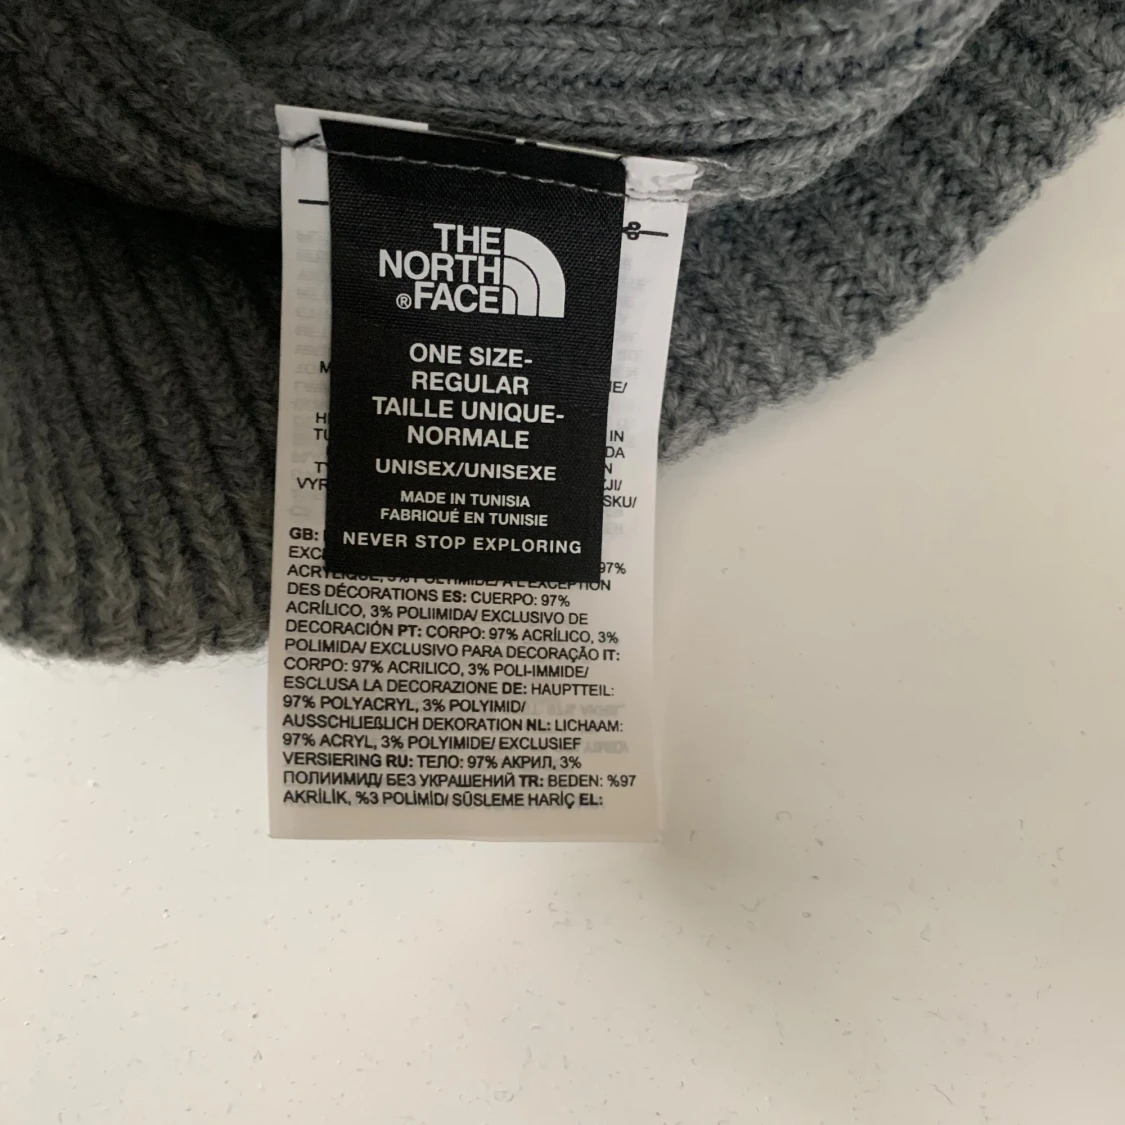 THE
NORTH
®FACE
ONE SIZE-
REGULAR
TAILLE UNIQUE-
NORMALE
UNISEX/UNISEXE
MADE IN TUNISIA
FABRIQUÉ EN TUNISIE
NEVER STOP EXPLORING
IN
GB:
97%
ACRYLIQUE, 3% POLYIMIDE/ A L'EXCEPTION
DES DÉCORATIONS ES: CUERPO: 97%
ACRÍLICO, 3% POLIIMIDA/ EXCLUSIVO DE
DECORACIÓN PT: CORPO: 97% ACRÍLICO, 3%
POLIMIDA/ EXCLUSIVO PARA DECORAÇÃO IT:
CORPO: 97% ACRILICO, 3% POLI-IMMIDE/
ESCLUSA LA DECORAZIONE DE: HAUPTTEIL:
97% POLYACRYL, 3% POLYIMID/
AUSSCHLIEßLICH DEKORATION NL: LICHAAM:
97% ACRYL, 3% POLYIMIDE/ EXCLUSIEF
VERSIERING RU: ТЕЛО: 97% АКРИЛ, 3%
ПОЛИИМИД/ БЕЗ УКРАШЕНИЙ TR: BEDEN: %97
AKRİLİK, %3 POLİMİD/ SÜSLEME HARİÇ EL: